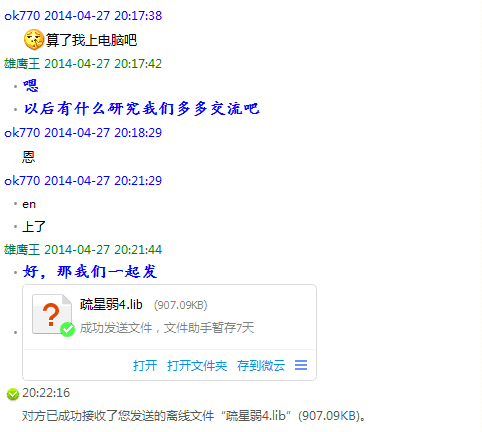 ok770 2014-04-27 20:17:38
算了我上电脑吧
雄鹰王 2014-04-27 20:17:42
嗯
以后有什么研究我们多多交流吧
ok770 2014-04-27 20:18:29
恩
ok770 2014-04-27 20:21:29
en
上了
雄鹰王 2014-04-27 20:21:44
好，那我们一起发
疏星弱4.lib (907.09KB)
成功发送文件，文件助手暂存7天
打开 打开文件夹 存到微云
20:22:16
对方已成功接收了您发送的离线文件“疏星弱4.lib”(907.09KB)。